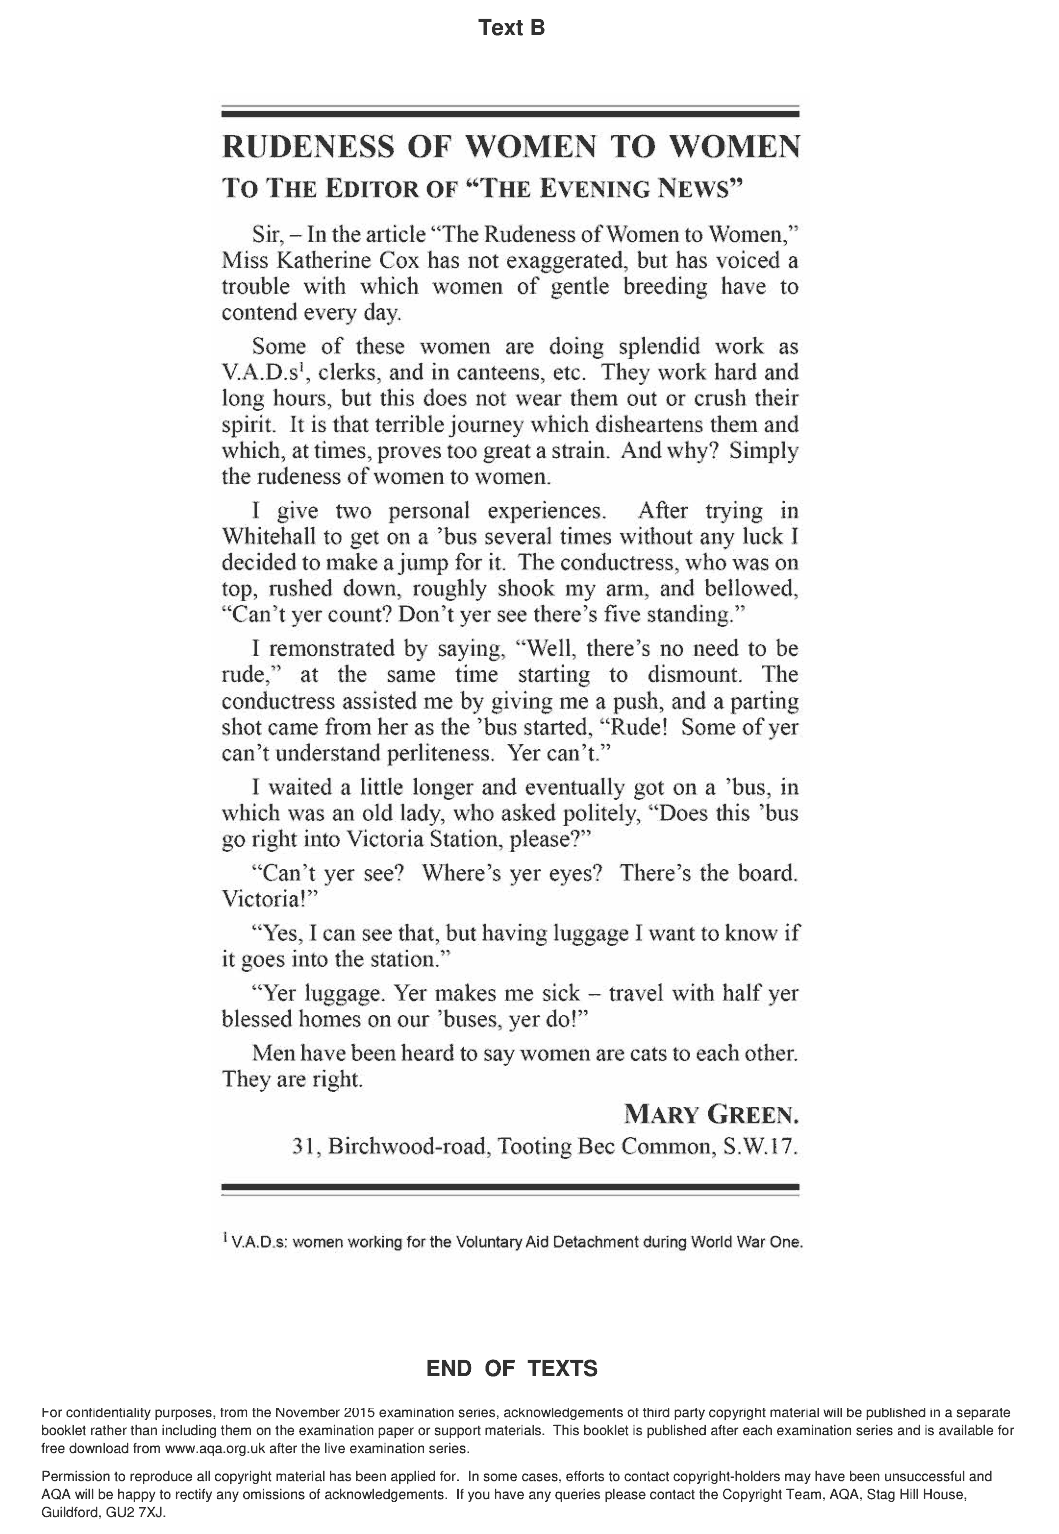 Text B
RUDENESS OF WOMEN TO WOMEN
TO THE EDITOR OF “THE EVENING NEWS”
Sir, – In the article “The Rudeness of Women to Women,”
Miss Katherine Cox has not exaggerated, but has voiced a
trouble with which women of gentle breeding have to
contend every day.
Some of these women are doing splendid work as
V.A.D.s¹, clerks, and in canteens, etc. They work hard and
long hours, but this does not wear them out or crush their
spirit. It is that terrible journey which disheartens them and
which, at times, proves too great a strain. And why? Simply
the rudeness of women to women.
I give two personal experiences. After trying in
Whitehall to get on a ’bus several times without any luck I
decided to make a jump for it. The conductress, who was on
top, rushed down, roughly shook my arm, and bellowed,
“Can’t yer count? Don’t yer see there’s five standing.”
I remonstrated by saying, “Well, there’s no need to be
rude,” at the same time starting to dismount. The
conductress assisted me by giving me a push, and a parting
shot came from her as the ’bus started, “Rude! Some of yer
can’t understand perliteness. Yer can’t.”
I waited a little longer and eventually got on a ’bus, in
which was an old lady, who asked politely, “Does this ’bus
go right into Victoria Station, please?”
“Can’t yer see? Where’s yer eyes? There’s the board.
Victoria!”
“Yes, I can see that, but having luggage I want to know if
it goes into the station.”
“Yer luggage. Yer makes me sick – travel with half yer
blessed homes on our ’buses, yer do!”
Men have been heard to say women are cats to each other.
They are right.
MARY GREEN.
31, Birchwood-road, Tooting Bec Common, S.W.17.
¹ V.A.D.s: women working for the Voluntary Aid Detachment during World War One.
END OF TEXTS
For confidentiality purposes, from the November 2015 examination series, acknowledgements of third party copyright material will be published in a separate
booklet rather than including them on the examination paper or support materials. This booklet is published after each examination series and is available for
free download from www.aqa.org.uk after the live examination series.
Permission to reproduce all copyright material has been applied for. In some cases, efforts to contact copyright-holders may have been unsuccessful and
AQA will be happy to rectify any omissions of acknowledgements. If you have any queries please contact the Copyright Team, AQA, Stag Hill House,
Guildford, GU2 7XJ.